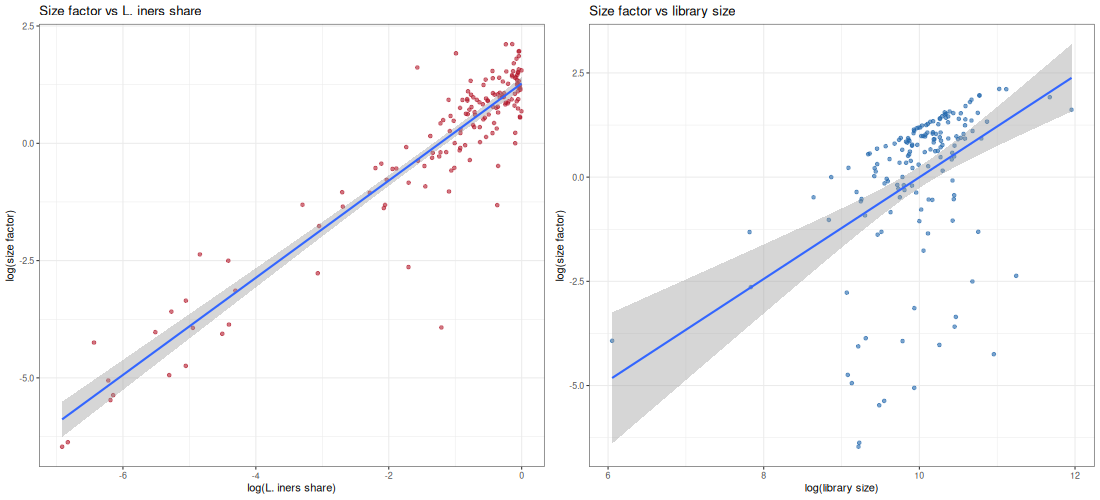 Size factor vs L. iners share
2.5
0.0
-2.5
-5.0
log(size factor)
-6
-4
-2
0
log(L. iners share)
Size factor vs library size
2.5
0.0
-2.5
-5.0
log(size factor)
6
8
10
12
log(library size)